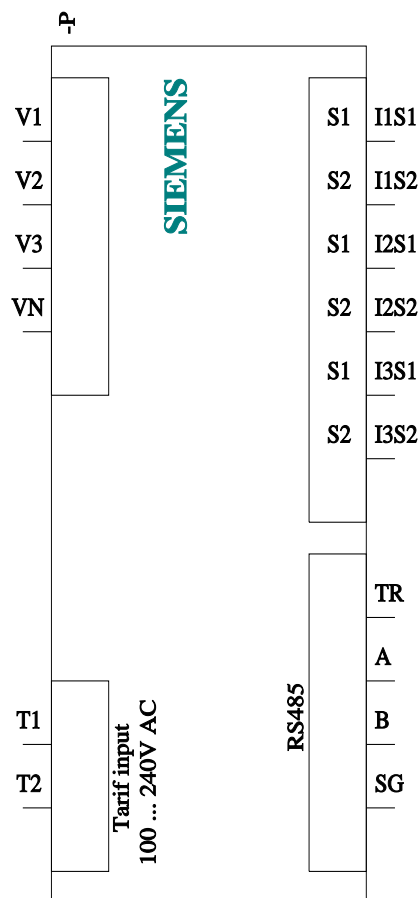 -P
SIEMENS
V1
V2
V3
VN
S1 I1S1
S2 I1S2
S1 I2S1
S2 I2S2
S1 I3S1
S2 I3S2
TR
A
B
SG
RS485
T1
T2
Tarif input
100 ... 240V AC